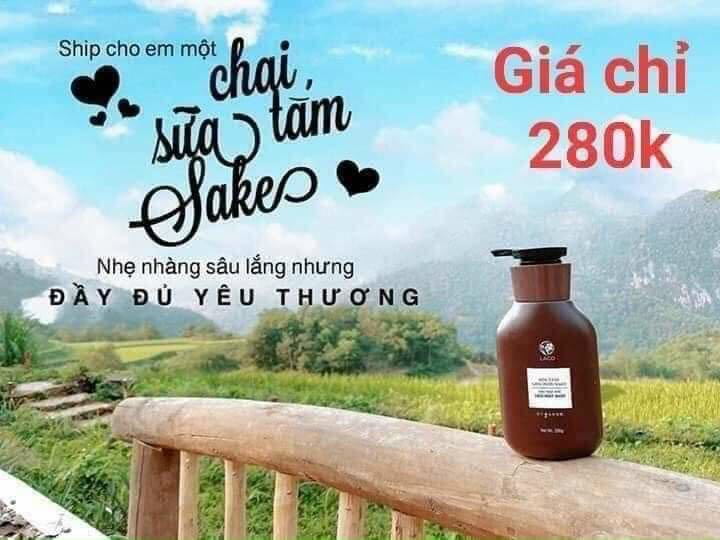 Ship cho em một
chai
sữa tắm
Sake
Nhẹ nhàng sâu lắng nhưng
ĐẦY ĐỦ YÊU THƯƠNG
Giá chỉ
280k
LACO